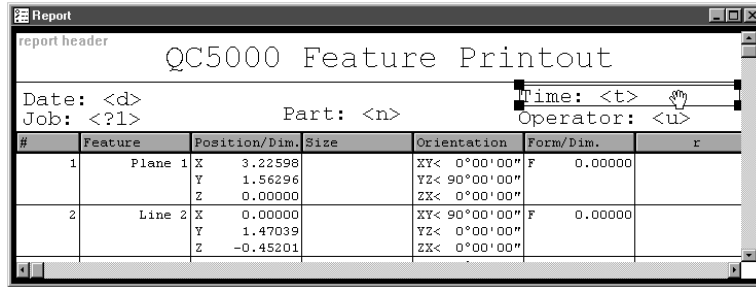 Report
report header
QC5000 Feature Printout
Date: <d> Time: <t>
Job: <?1> Part: <n> Operator: <u>
# Feature Position/Dim. Size Orientation Form/Dim. r
1 Plane 1 X 3.22598 XY< 0°00'00" F 0.00000
Y 1.56296 YZ< 90°00'00"
Z 0.00000 ZX< 0°00'00"
2 Line 2 X 0.00000 XY< 90°00'00" F 0.00000
Y 1.47039 YZ< 0°00'00"
Z -0.45201 ZX< 0°00'00"